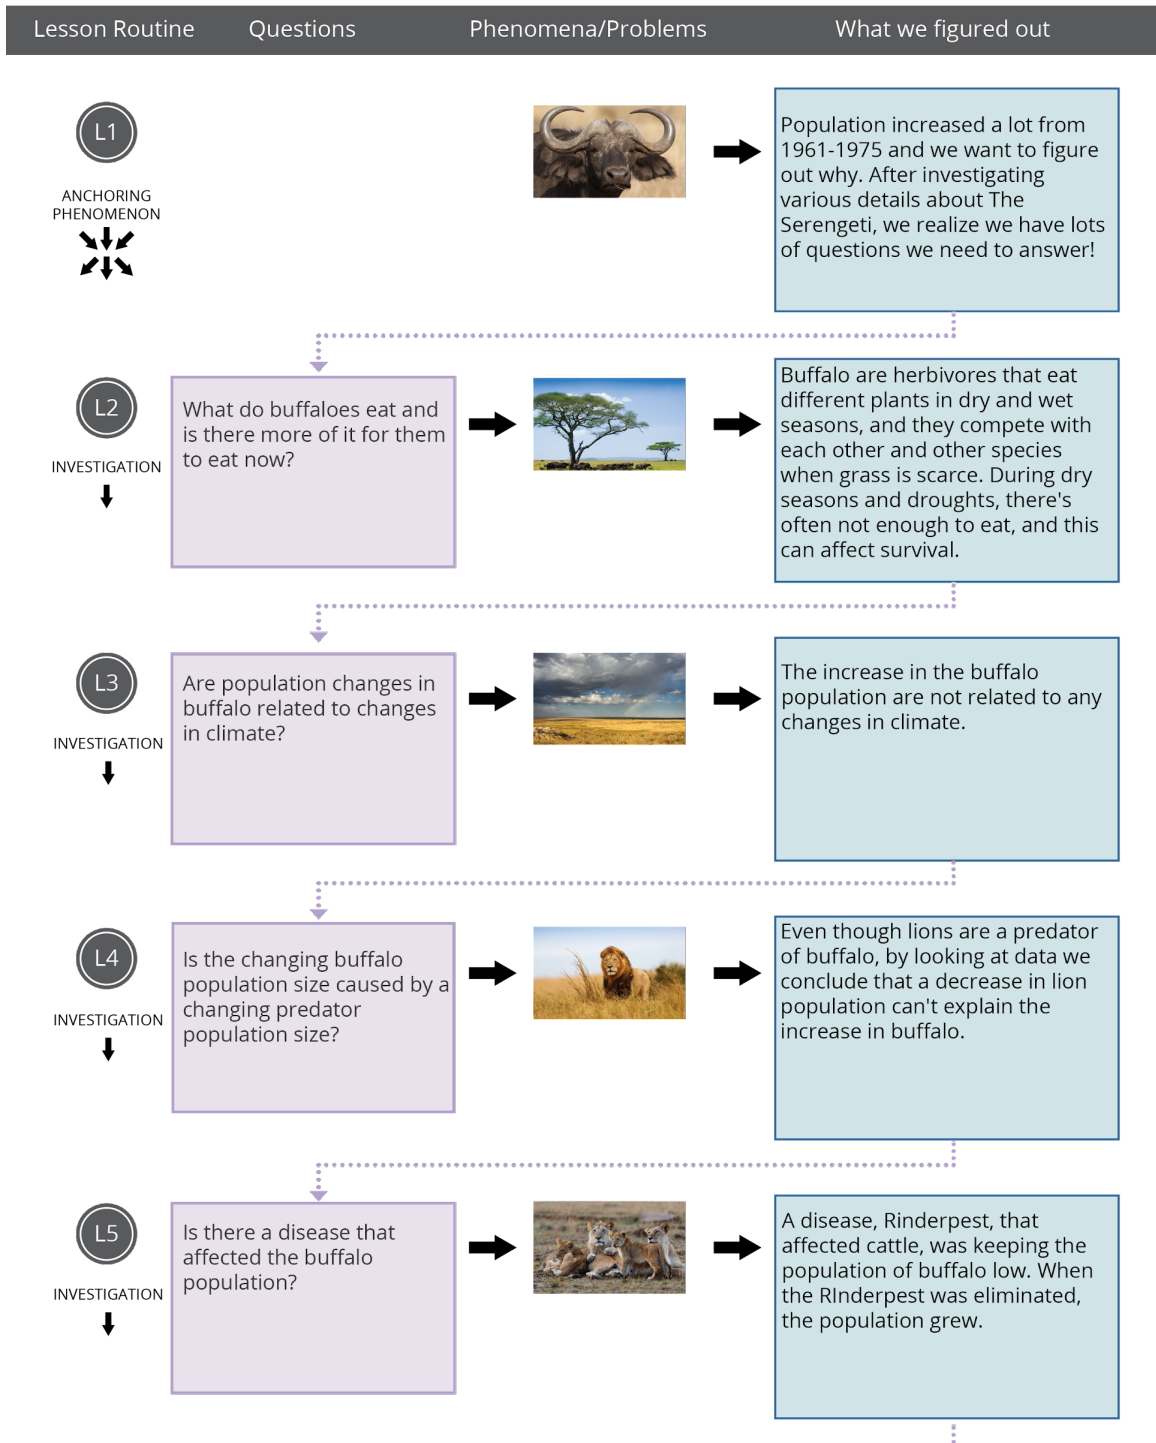 Lesson Routine Questions Phenomena/Problems What we figured out
L1
ANCHORING
PHENOMENON
Population increased a lot from
1961-1975 and we want to figure
out why. After investigating
various details about The
Serengeti, we realize we have lots
of questions we need to answer!
L2
INVESTIGATION
What do buffaloes eat and
is there more of it for them
to eat now?
Buffalo are herbivores that eat
different plants in dry and wet
seasons, and they compete with
each other and other species
when grass is scarce. During dry
seasons and droughts, there's
often not enough to eat, and this
can affect survival.
L3
INVESTIGATION
Are population changes in
buffalo related to changes
in climate?
The increase in the buffalo
population are not related to any
changes in climate.
L4
INVESTIGATION
Is the changing buffalo
population size caused by a
changing predator
population size?
Even though lions are a predator
of buffalo, by looking at data we
conclude that a decrease in lion
population can't explain the
increase in buffalo.
L5
INVESTIGATION
Is there a disease that
affected the buffalo
population?
A disease, Rinderpest, that
affected cattle, was keeping the
population of buffalo low. When
the RInderpest was eliminated,
the population grew.